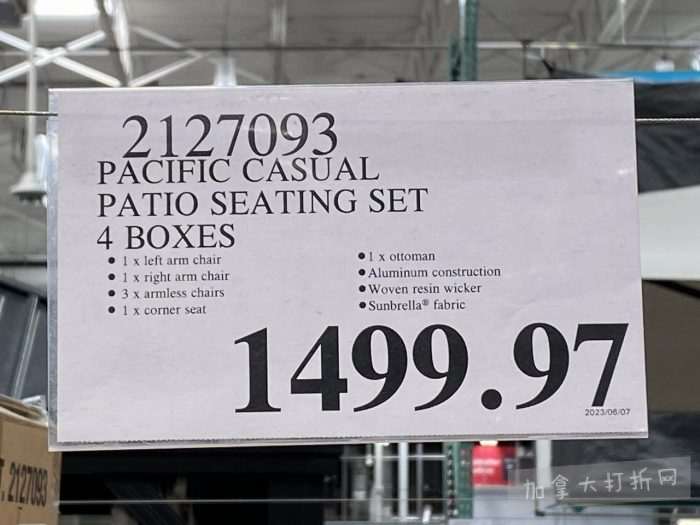 2127093
PACIFIC CASUAL
PATIO SEATING SET
4 BOXES
• 1 x left arm chair
• 1 x right arm chair
• 3 x armless chairs
• 1 x corner seat
• 1 x ottoman
• Aluminum construction
• Woven resin wicker
• Sunbrella® fabric
1499.97
2023/06/07
2127093
加拿大打折网